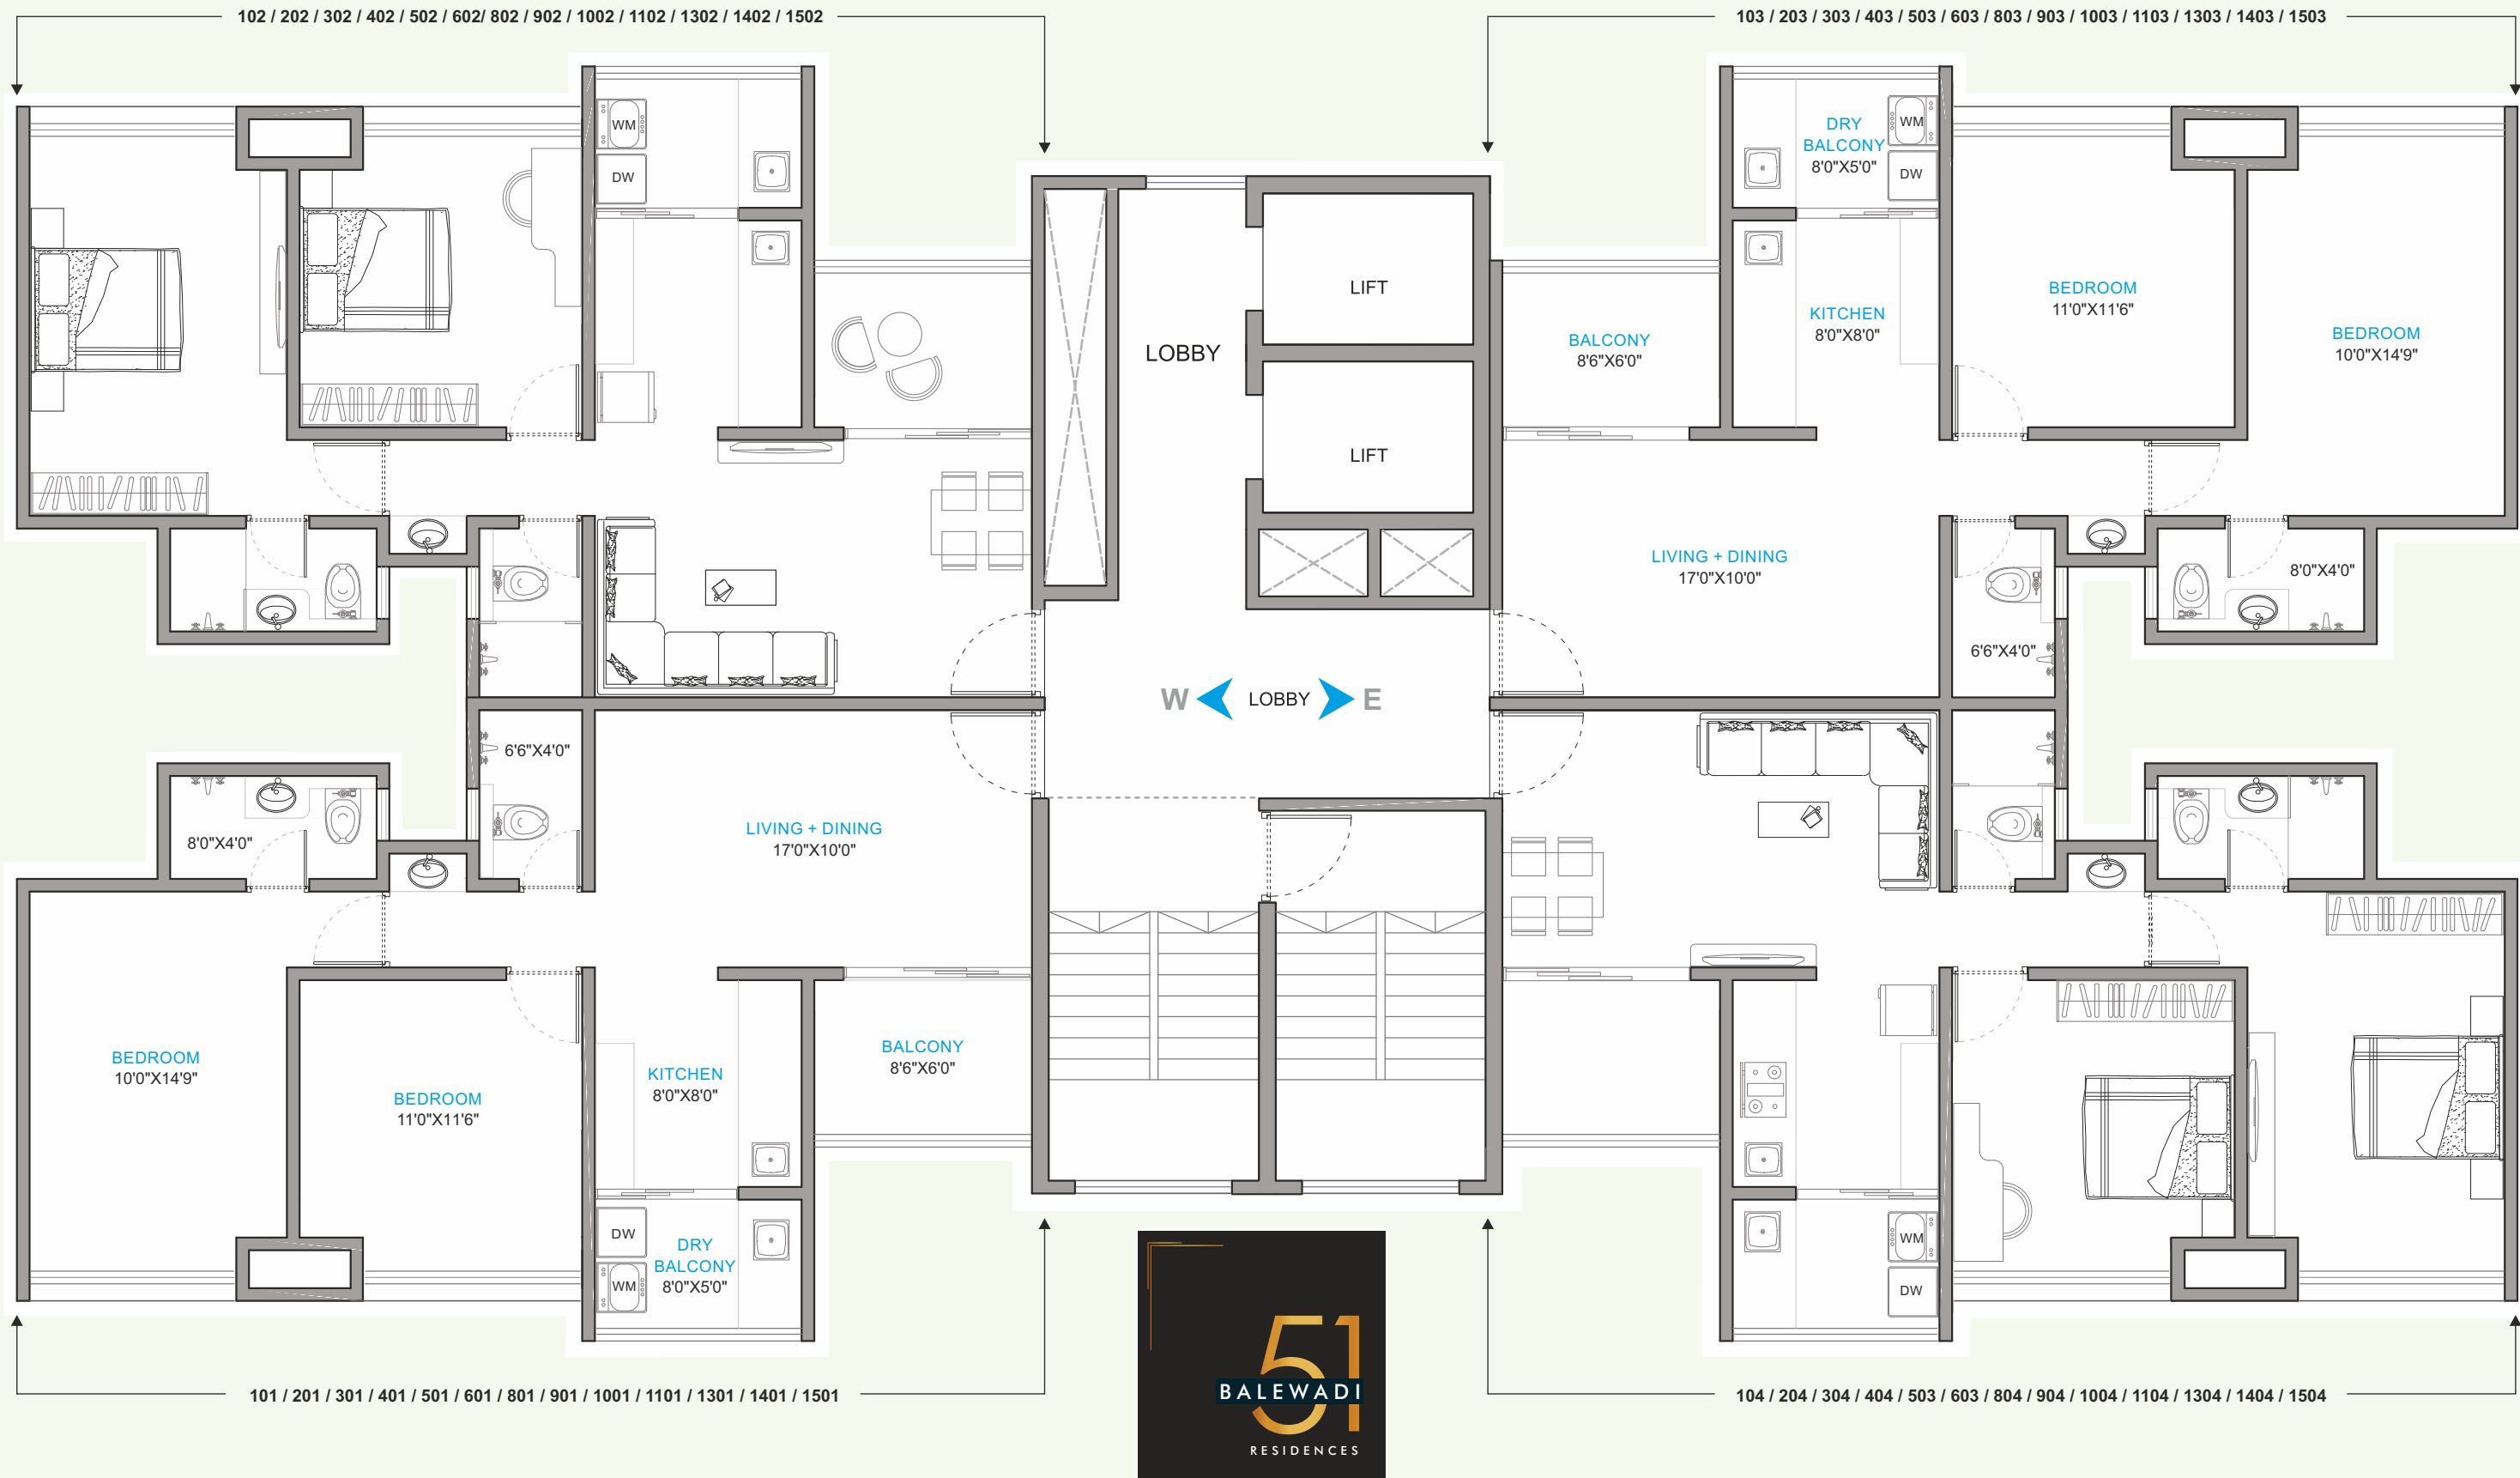 102 / 202 / 302 / 402 / 502 / 602/ 802 / 902 / 1002 / 1102 / 1302 / 1402 / 1502
103 / 203 / 303 / 403 / 503 / 603 / 803 / 903 / 1003 / 1103 / 1303 / 1403 / 1503
WM
DW
DRY
BALCONY
8'0"X5'0"
WM
DW
LIFT
LOBBY
LIFT
BALCONY
8'6"X6'0"
KITCHEN
8'0"X8'0"
BEDROOM
11'0"X11'6"
BEDROOM
10'0"X14'9"
LIVING + DINING
17'0"X10'0"
8'0"X4'0"
6'6"X4'0"
W LOBBY E
6'6"X4'0"
8'0"X4'0"
LIVING + DINING
17'0"X10'0"
BEDROOM
10'0"X14'9"
BEDROOM
11'0"X11'6"
KITCHEN
8'0"X8'0"
BALCONY
8'6"X6'0"
DW
WM
DRY
BALCONY
8'0"X5'0"
WM
DW
101 / 201 / 301 / 401 / 501 / 601 / 801 / 901 / 1001 / 1101 / 1301 / 1401 / 1501
104 / 204 / 304 / 404 / 503 / 603 / 804 / 904 / 1004 / 1104 / 1304 / 1404 / 1504
51
BALEWADI
RESIDENCES